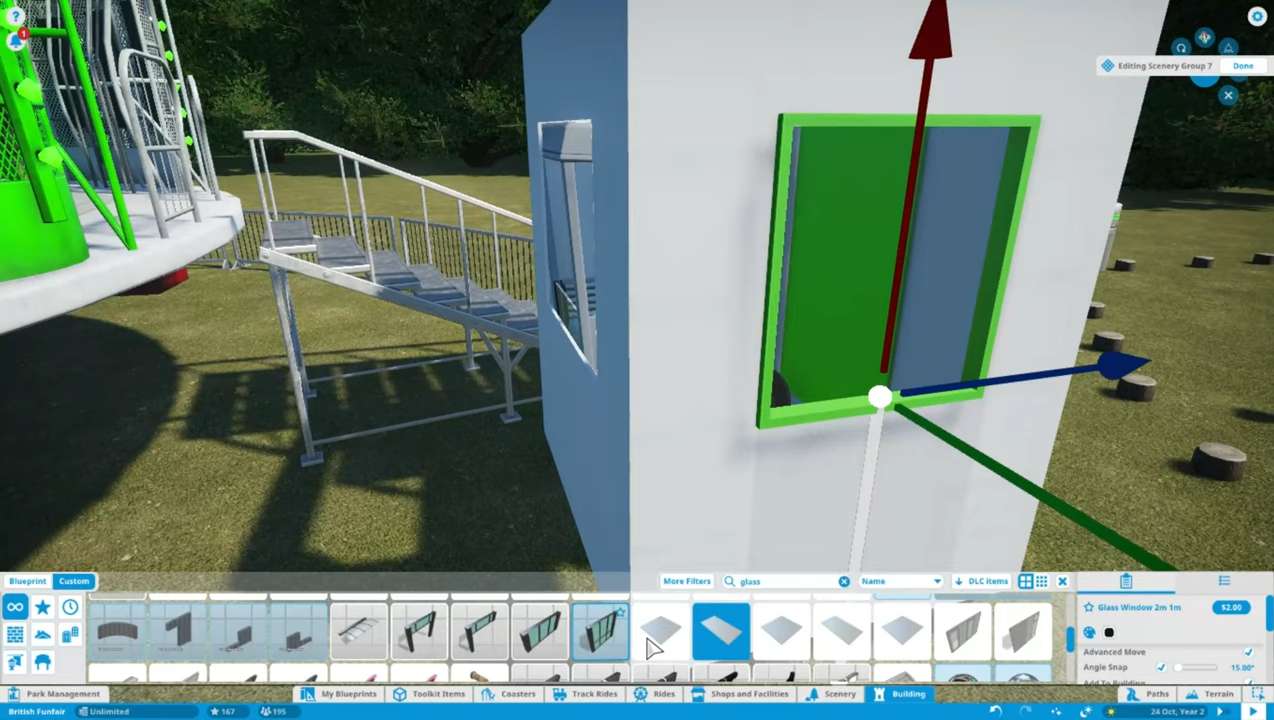 ?
1
Editing Scenery Group 7 Done
Blueprint Custom
More Filters glass Name DLC Items
Glass Window 2m 1m $2.00
Advanced Move
Angle Snap 15.00°
Park Management My Blueprints Toolkit Items Coasters Track Rides Rides Shops and Facilities Scenery Building Paths Terrain
British Funfair Unlimited 167 195 24 Oct, Year 2